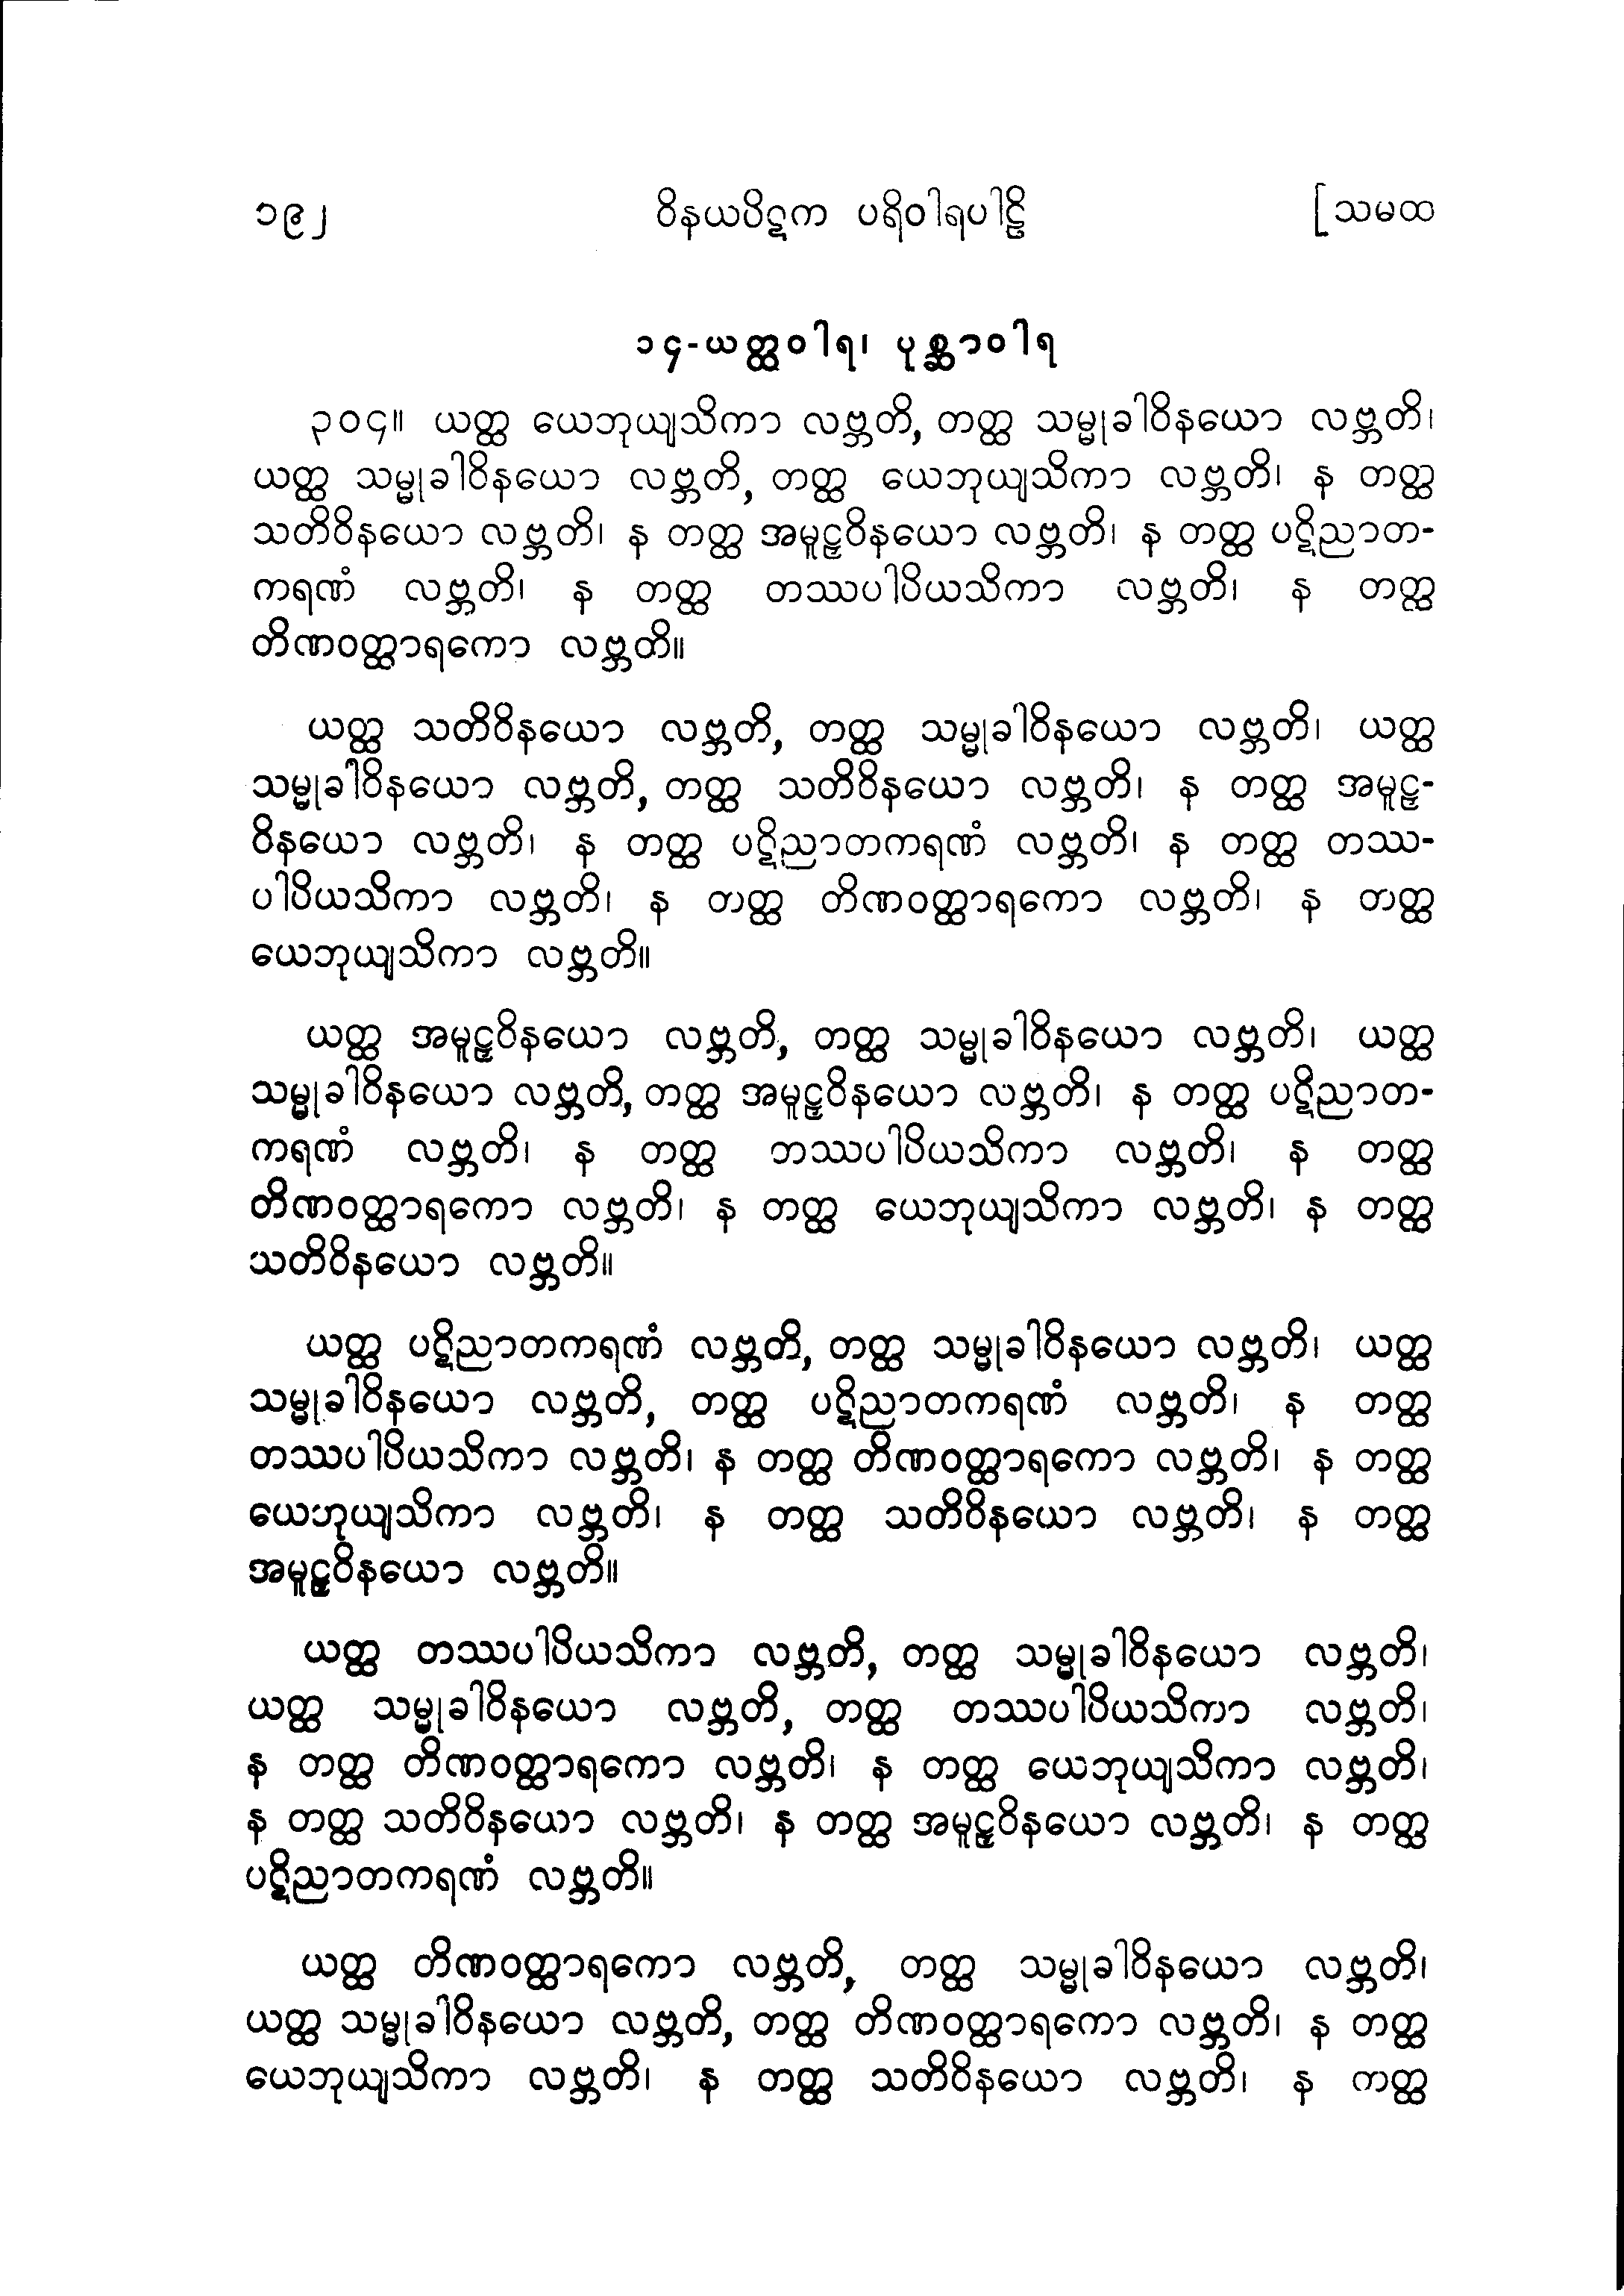 ၁၉၂ ဝိနယပိဋက ပရိဝါရပါဠိ [သမထ
၁၄-ယတ္ထဝါရ၊ ပုစ္ဆာဝါရ
၃၀၄။ ယတ္ထ ယေဘုယျသိကာ လဗ္ဘတိ, တတ္ထ သမ္မုခါဝိနယော လဗ္ဘတိ၊
ယတ္ထ သမ္မုခါဝိနယော လဗ္ဘတိ, တတ္ထ ယေဘုယျသိကာ လဗ္ဘတိ၊ န တတ္ထ
သတိဝိနယော လဗ္ဘတိ၊ န တတ္ထ အမူဠှဝိနယော လဗ္ဘတိ၊ န တတ္ထ ပဋိညာတ-
ကရဏံ လဗ္ဘတိ၊ န တတ္ထ တဿပါပိယသိကာ လဗ္ဘတိ၊ န တတ္ထ
တိဏဝတ္ထာရကော လဗ္ဘတိ။
ယတ္ထ သတိဝိနယော လဗ္ဘတိ, တတ္ထ သမ္မုခါဝိနယော လဗ္ဘတိ၊ ယတ္ထ
သမ္မုခါဝိနယော လဗ္ဘတိ, တတ္ထ သတိဝိနယော လဗ္ဘတိ၊ န တတ္ထ အမူဠှ-
ဝိနယော လဗ္ဘတိ၊ န တတ္ထ ပဋိညာတကရဏံ လဗ္ဘတိ၊ န တတ္ထ တဿ-
ပါပိယသိကာ လဗ္ဘတိ၊ န တတ္ထ တိဏဝတ္ထာရကော လဗ္ဘတိ၊ န တတ္ထ
ယေဘုယျသိကာ လဗ္ဘတိ။
ယတ္ထ အမူဠှဝိနယော လဗ္ဘတိ, တတ္ထ သမ္မုခါဝိနယော လဗ္ဘတိ၊ ယတ္ထ
သမ္မုခါဝိနယော လဗ္ဘတိ, တတ္ထ အမူဠှဝိနယော လဗ္ဘတိ၊ န တတ္ထ ပဋိညာတ-
ကရဏံ လဗ္ဘတိ၊ န တတ္ထ တဿပါပိယသိကာ လဗ္ဘတိ၊ န တတ္ထ
တိဏဝတ္ထာရကော လဗ္ဘတိ၊ န တတ္ထ ယေဘုယျသိကာ လဗ္ဘတိ၊ န တတ္ထ
သတိဝိနယော လဗ္ဘတိ။
ယတ္ထ ပဋိညာတကရဏံ လဗ္ဘတိ, တတ္ထ သမ္မုခါဝိနယော လဗ္ဘတိ၊ ယတ္ထ
သမ္မုခါဝိနယော လဗ္ဘတိ, တတ္ထ ပဋိညာတကရဏံ လဗ္ဘတိ၊ န တတ္ထ
တဿပါပိယသိကာ လဗ္ဘတိ၊ န တတ္ထ တိဏဝတ္ထာရကော လဗ္ဘတိ၊ န တတ္ထ
ယေဘုယျသိကာ လဗ္ဘတိ၊ န တတ္ထ သတိဝိနယော လဗ္ဘတိ၊ န တတ္ထ
အမူဠှဝိနယော လဗ္ဘတိ။
ယတ္ထ တဿပါပိယသိကာ လဗ္ဘတိ, တတ္ထ သမ္မုခါဝိနယော လဗ္ဘတိ၊
ယတ္ထ သမ္မုခါဝိနယော လဗ္ဘတိ, တတ္ထ တဿပါပိယသိကာ လဗ္ဘတိ၊
န တတ္ထ တိဏဝတ္ထာရကော လဗ္ဘတိ၊ န တတ္ထ ယေဘုယျသိကာ လဗ္ဘတိ၊
န တတ္ထ သတိဝိနယော လဗ္ဘတိ၊ န တတ္ထ အမူဠှဝိနယော လဗ္ဘတိ၊ န တတ္ထ
ပဋိညာတကရဏံ လဗ္ဘတိ။
ယတ္ထ တိဏဝတ္ထာရကော လဗ္ဘတိ, တတ္ထ သမ္မုခါဝိနယော လဗ္ဘတိ၊
ယတ္ထ သမ္မုခါဝိနယော လဗ္ဘတိ, တတ္ထ တိဏဝတ္ထာရကော လဗ္ဘတိ၊ န တတ္ထ
ယေဘုယျသိကာ လဗ္ဘတိ၊ န တတ္ထ သတိဝိနယော လဗ္ဘတိ၊ န ကတ္ထ